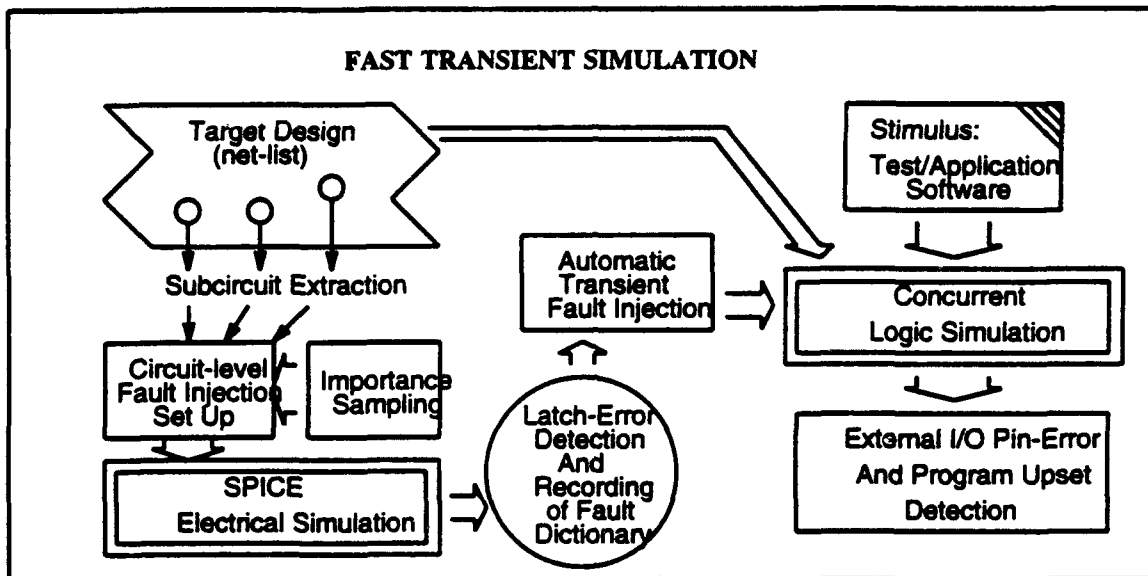 FAST TRANSIENT SIMULATION
Target Design
(net-list)
Subcircuit Extraction
Circuit-level
Fault Injection
Set Up
Importance
Sampling
SPICE
Electrical Simulation
Latch-Error
Detection
And
Recording
of Fault
Dictionary
Automatic
Transient
Fault Injection
Stimulus:
Test/Application
Software
Concurrent
Logic Simulation
External I/O Pin-Error
And Program Upset
Detection